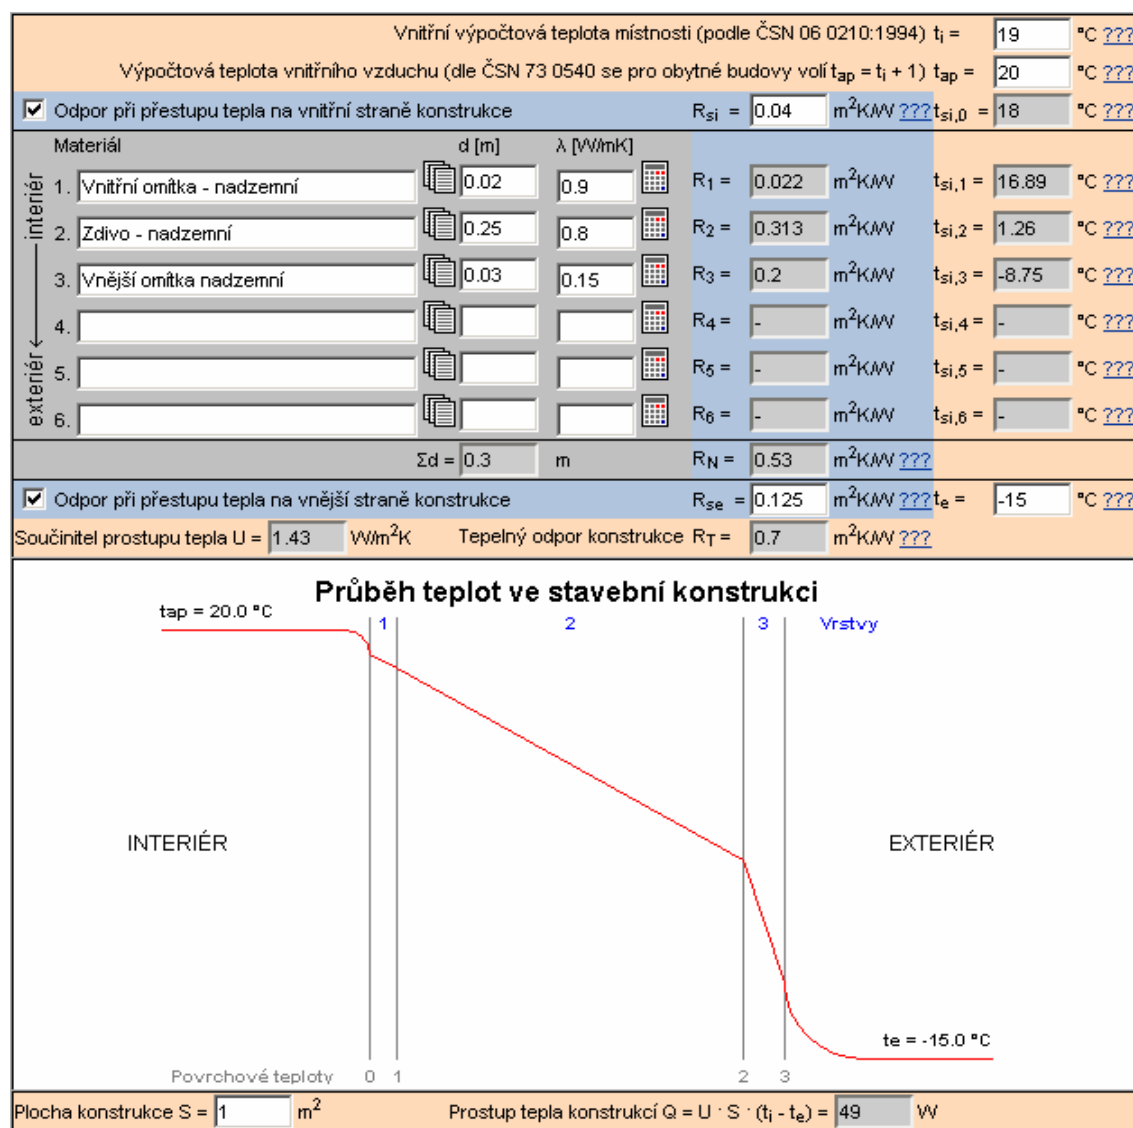 Vnitřní výpočtová teplota místnosti (podle ČSN 06 0210:1994) ti = 19 °C ???
Výpočtová teplota vnitřního vzduchu (dle ČSN 73 0540 se pro obytné budovy volí tap = ti + 1) tap = 20 °C ???
Odpor při přestupu tepla na vnitřní straně konstrukce Rsi = 0.04 m²K/W ??? tsi,0 = 18 °C ???
Materiál d [m] λ [W/mK]
1. Vnitřní omítka - nadzemní 0.02 0.9 R1 = 0.022 m²K/W tsi,1 = 16.89 °C ???
2. Zdivo - nadzemní 0.25 0.8 R2 = 0.313 m²K/W tsi,2 = 1.26 °C ???
3. Vnější omítka nadzemní 0.03 0.15 R3 = 0.2 m²K/W tsi,3 = -8.75 °C ???
4. R4 = - m²K/W tsi,4 = - °C ???
5. R5 = - m²K/W tsi,5 = - °C ???
6. R6 = - m²K/W tsi,6 = - °C ???
interiér
exteriér
Σd = 0.3 m RN = 0.53 m²K/W ???
Odpor při přestupu tepla na vnější straně konstrukce Rse = 0.125 m²K/W ??? te = -15 °C ???
Součinitel prostupu tepla U = 1.43 W/m²K Tepelný odpor konstrukce RT = 0.7 m²K/W ???
Průběh teplot ve stavební konstrukci
tap = 20.0 °C
1 2 3 Vrstvy
INTERIÉR EXTERIÉR
te = -15.0 °C
Povrchové teploty 0 1 2 3
Plocha konstrukce S = 1 m² Prostup tepla konstrukcí Q = U · S · (ti - te) = 49 W